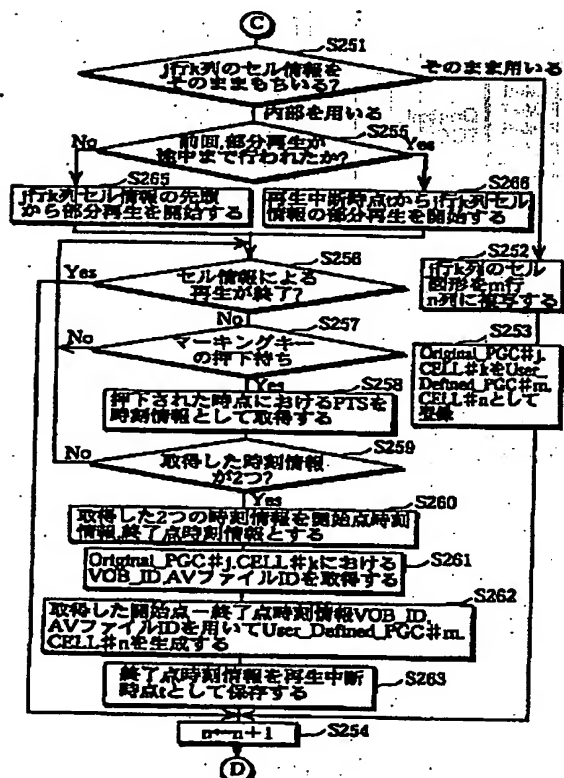 C
S251
j行k列のセル情報を
そのままもちいる?
そのまま用いる
内部を用いる
S255
No
前回,部分再生が
途中まで行われたか?
Yes
S265
j行k列セル情報の先頭
から部分再生を開始する
S266
再生中断時点tからj行k列セル
情報の部分再生を開始する
S256
Yes
セル情報による
再生が終了?
S252
j行k列のセル
図形をm行
n列に複写する
No
S257
No
マーキングキー
の押下待ち
S253
Original_PGC#j.
CELL#kをUser_
Defined_PGC#m.
CELL#nとして
登録
Yes
S258
押下された時点におけるPTSを
時刻情報として取得する
S259
No
取得した時刻情報
が2つ?
Yes
S260
取得した2つの時刻情報を開始点時刻
情報,終了点時刻情報とする
S261
Original_PGC#j.CELL#kにおける
VOB_ID,AVファイルIDを取得する
S262
取得した開始点-終了点時刻情報VOB_ID,
AVファイルIDを用いてUser_Defined_PGC#m.
CELL#nを生成する
S263
終了点時刻情報を再生中断
時点tとして保存する
n←n+1
S254
D